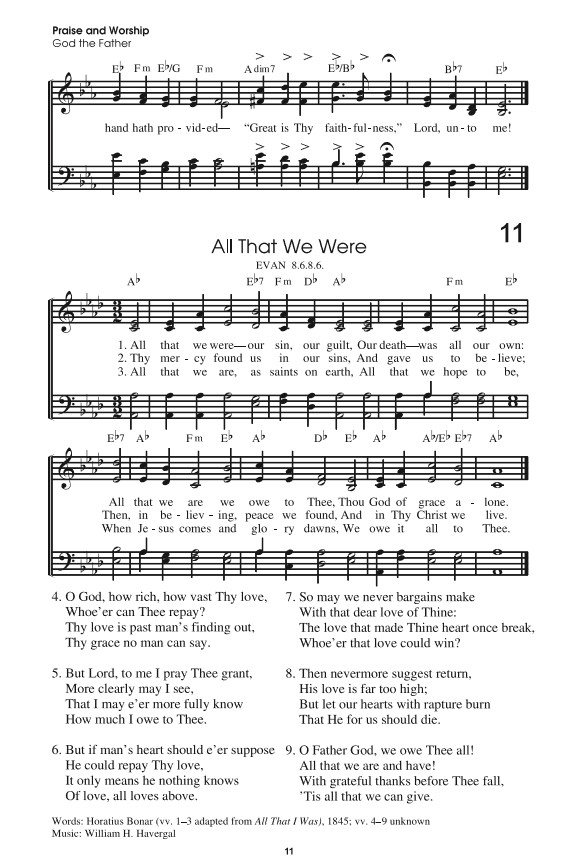 Praise and Worship
God the Father
E♭ Fm E♭/G Fm Adim7 E♭/B♭ B♭7 E♭
hand hath pro - vided— “Great is Thy faith-ful-ness,” Lord, un-to me!
11
All That We Were
EVAN 8.6.8.6.
A♭ E♭7 Fm D♭ A♭ Fm E♭
3 2
1. All that we were—our sin, our guilt, Our death—was all our own:
2. Thy mer - cy found us in our sins, And gave us to be - lieve;
3. All that we are, as saints on earth, All that we hope to be,
3 2
E♭7 A♭ Fm E♭ A♭ D♭ E♭ A♭ A♭/E♭ E♭7 A♭
All that we are we owe to Thee, Thou God of grace a - lone.
Then, in be - liev - ing, peace we found, And in Thy Christ we live.
When Je - sus comes and glo - ry dawns, We owe it all to Thee.
4. O God, how rich, how vast Thy love,
Whoe'er can Thee repay?
Thy love is past man's finding out,
Thy grace no man can say.
5. But Lord, to me I pray Thee grant,
More clearly may I see,
That I may e'er more fully know
How much I owe to Thee.
6. But if man's heart should e'er suppose
He could repay Thy love,
It only means he nothing knows
Of love, all loves above.
7. So may we never bargains make
With that dear love of Thine:
The love that made Thine heart once break,
Whoe'er that love could win?
8. Then nevermore suggest return,
His love is far too high;
But let our hearts with rapture burn
That He for us should die.
9. O Father God, we owe Thee all!
All that we are and have!
With grateful thanks before Thee fall,
'Tis all that we can give.
Words: Horatius Bonar (vv. 1–3 adapted from All That I Was), 1845; vv. 4–9 unknown
Music: William H. Havergal
11